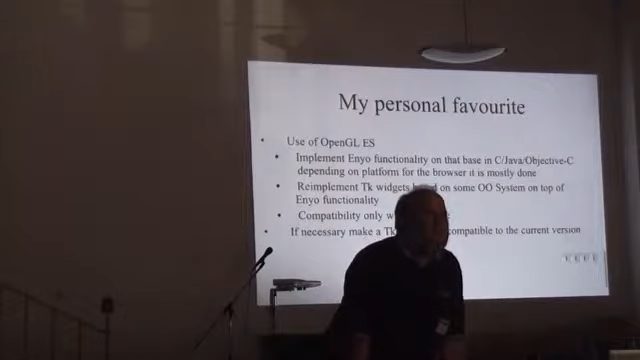 My personal favourite
Use of OpenGL ES
Implement Enyo functionality on that base in C/Java/Objective-C
depending on platform for the browser it is mostly done
Reimplement Tk widgets on some OO System on top of
Enyo functionality
Compatibility only
If necessary make a Tk compatible to the current version